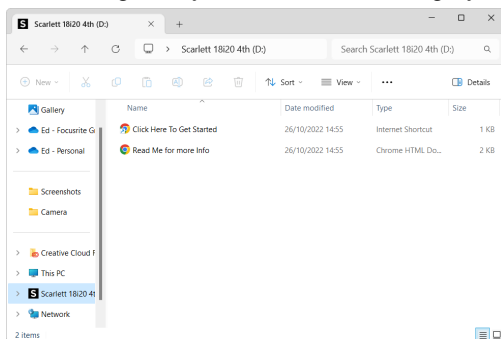 Scarlett 18i20 4th (D:)
Scarlett 18i20 4th (D:)
Search Scarlett 18i20 4th (D:)
New
Sort
View
Details
Name
Date modified
Type
Size
Gallery
Click Here To Get Started
26/10/2022 14:55
Internet Shortcut
1 KB
Ed - Focusrite G
Read Me for more Info
26/10/2022 14:55
Chrome HTML Do...
2 KB
Ed - Personal
Screenshots
Camera
Creative Cloud F
This PC
Scarlett 18i20 4t
Network
2 items